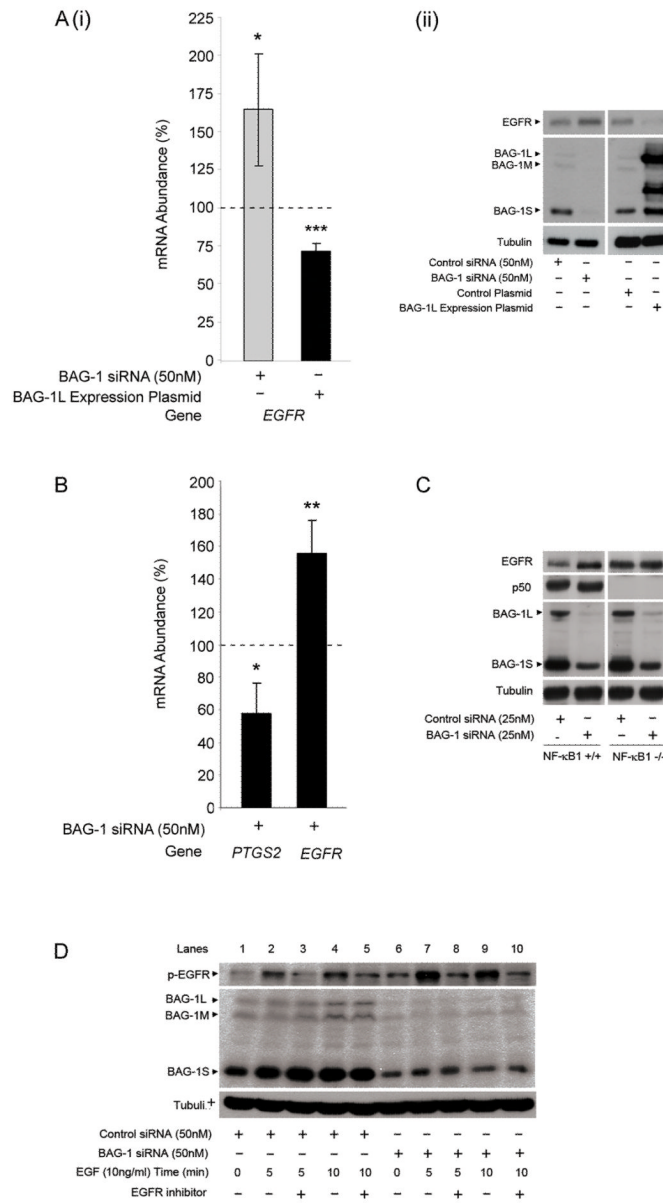 A (i)
mRNA Abundance (%)
225
200
175
150
125
100
75
50
25
0
*
***
BAG-1 siRNA (50nM) + −
BAG-1L Expression Plasmid − +
Gene EGFR
(ii)
EGFR
BAG-1L
BAG-1M
BAG-1S
Tubulin
Control siRNA (50nM) + − − −
BAG-1 siRNA (50nM) − + − −
Control Plasmid − − + −
BAG-1L Expression Plasmid − − − +
B
mRNA Abundance (%)
200
180
160
140
120
100
80
60
40
20
0
*
**
BAG-1 siRNA (50nM) + +
Gene PTGS2 EGFR
C
EGFR
p50
BAG-1L
BAG-1S
Tubulin
Control siRNA (25nM) + − + −
BAG-1 siRNA (25nM) - + − +
NF-κB1 +/+ NF-κB1 -/-
D
Lanes 1 2 3 4 5 6 7 8 9 10
p-EGFR
BAG-1L
BAG-1M
BAG-1S
Tubuli.+
Control siRNA (50nM) + + + + + − − − − −
BAG-1 siRNA (50nM) − − − − − + + + + +
EGF (10ng/ml) Time (min) 0 5 5 10 10 0 5 5 10 10
EGFR inhibitor − − + − + − − + − +